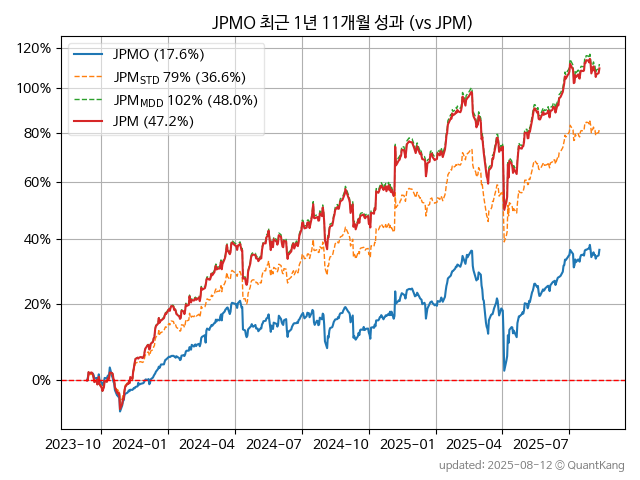 JPMO 최근 1년 11개월 성과 (vs JPM)
120%
100%
80%
60%
40%
20%
0%
JPMO (17.6%)
JPM_STD 79% (36.6%)
JPM_MDD 102% (48.0%)
JPM (47.2%)
2023-10 2024-01 2024-04 2024-07 2024-10 2025-01 2025-04 2025-07
updated: 2025-08-12 © QuantKang